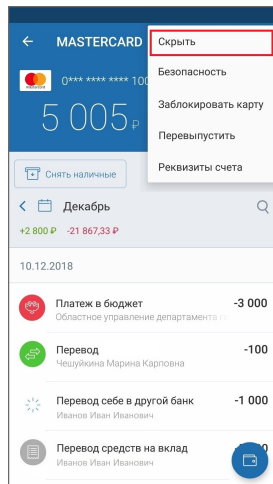 MASTERCARD
Скрыть
mastercard
0*** **** **** 100
Безопасность
5 005 ₽
Заблокировать карту
Перевыпустить
Реквизиты счета
Снять наличные
Декабрь
+2 800 ₽ -21 867,33 ₽
10.12.2018
Платеж в бюджет -3 000
Областное управление департамента
Перевод -100
Чешуйкина Марина Карповна
Перевод себе в другой банк -1 000
Иванов Иван Иванович
Перевод средств на вклад
Иванов Иван Иванович